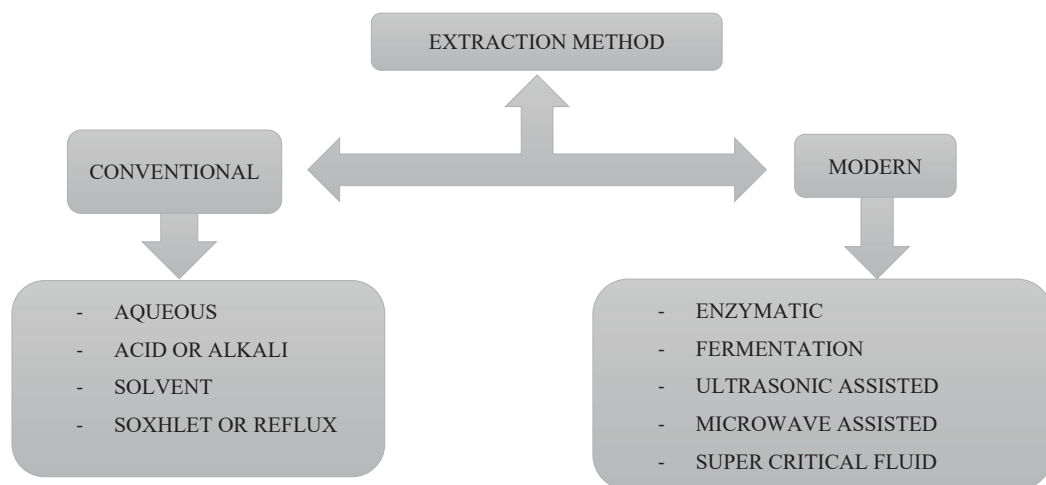 EXTRACTION METHOD
CONVENTIONAL
MODERN
- AQUEOUS
- ACID OR ALKALI
- SOLVENT
- SOXHLET OR REFLUX
- ENZYMATIC
- FERMENTATION
- ULTRASONIC ASSISTED
- MICROWAVE ASSISTED
- SUPER CRITICAL FLUID